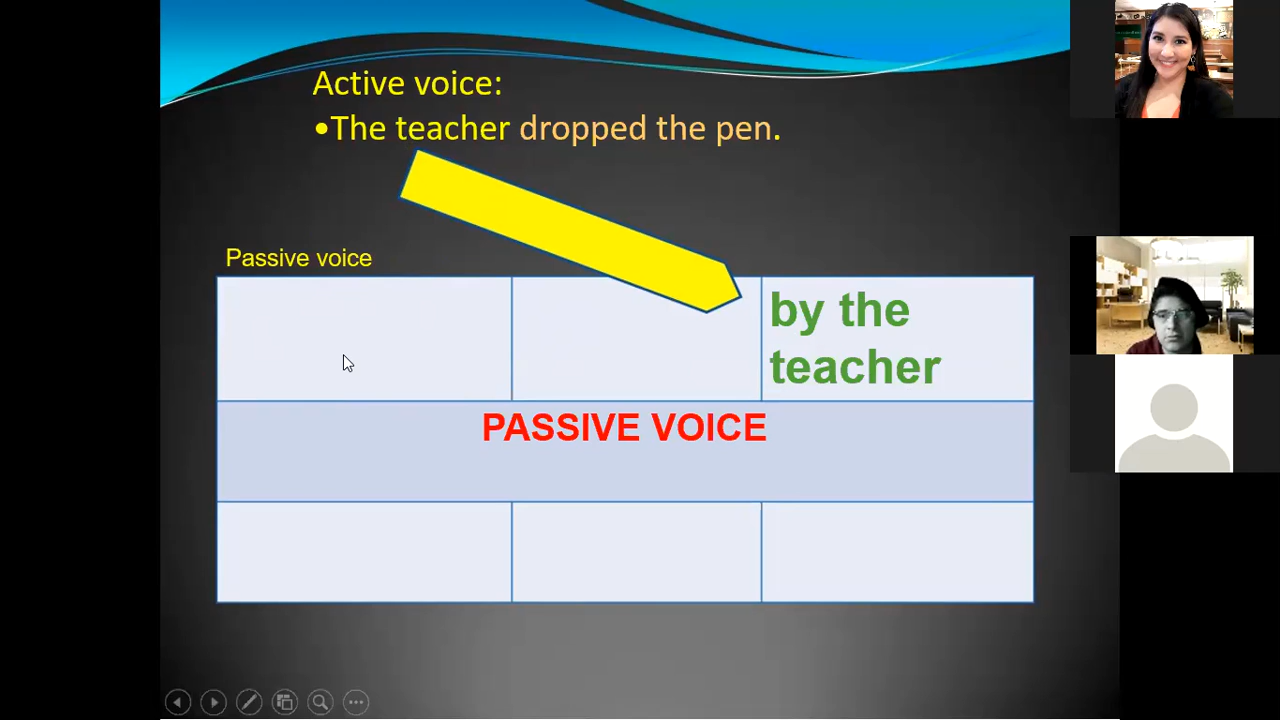 Active voice:
•The teacher dropped the pen.
Passive voice
by the
teacher
PASSIVE VOICE